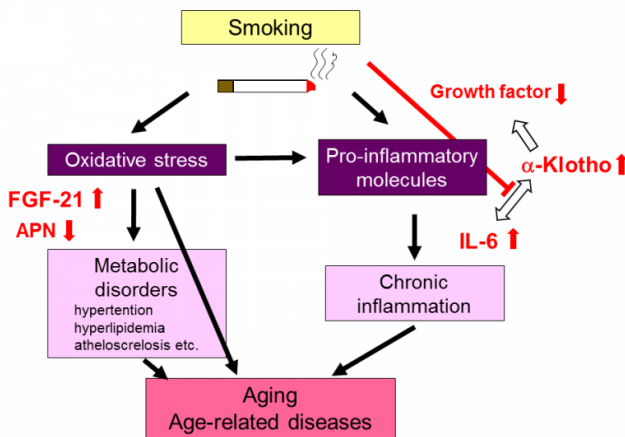 Smoking
Growth factor ⬇
Oxidative stress
Pro-inflammatory
molecules
α-Klotho ⬆
FGF-21 ⬆
APN ⬇
IL-6 ⬆
Metabolic
disorders
hypertention
hyperlipidemia
atheloscrelosis etc.
Chronic
inflammation
Aging
Age-related diseases